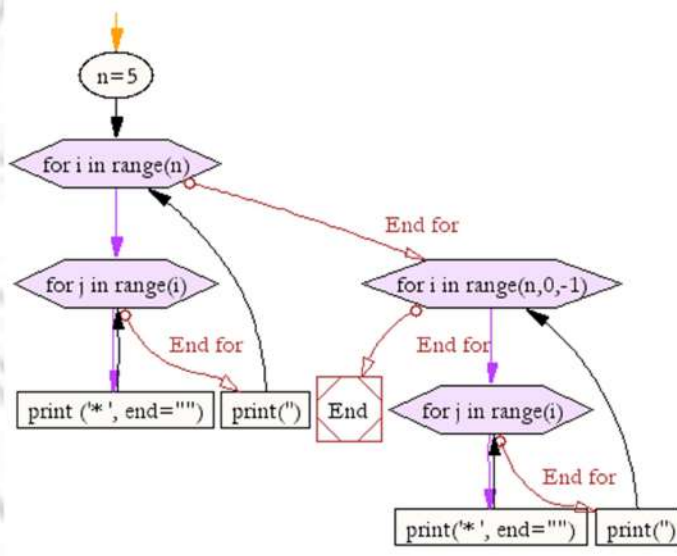 n=5
for i in range(n)
End for
for j in range(i)
for i in range(n,0,-1)
End for
End for
print ('* ', end="")
print('')
End
for j in range(i)
End for
print('* ', end="")
print('')